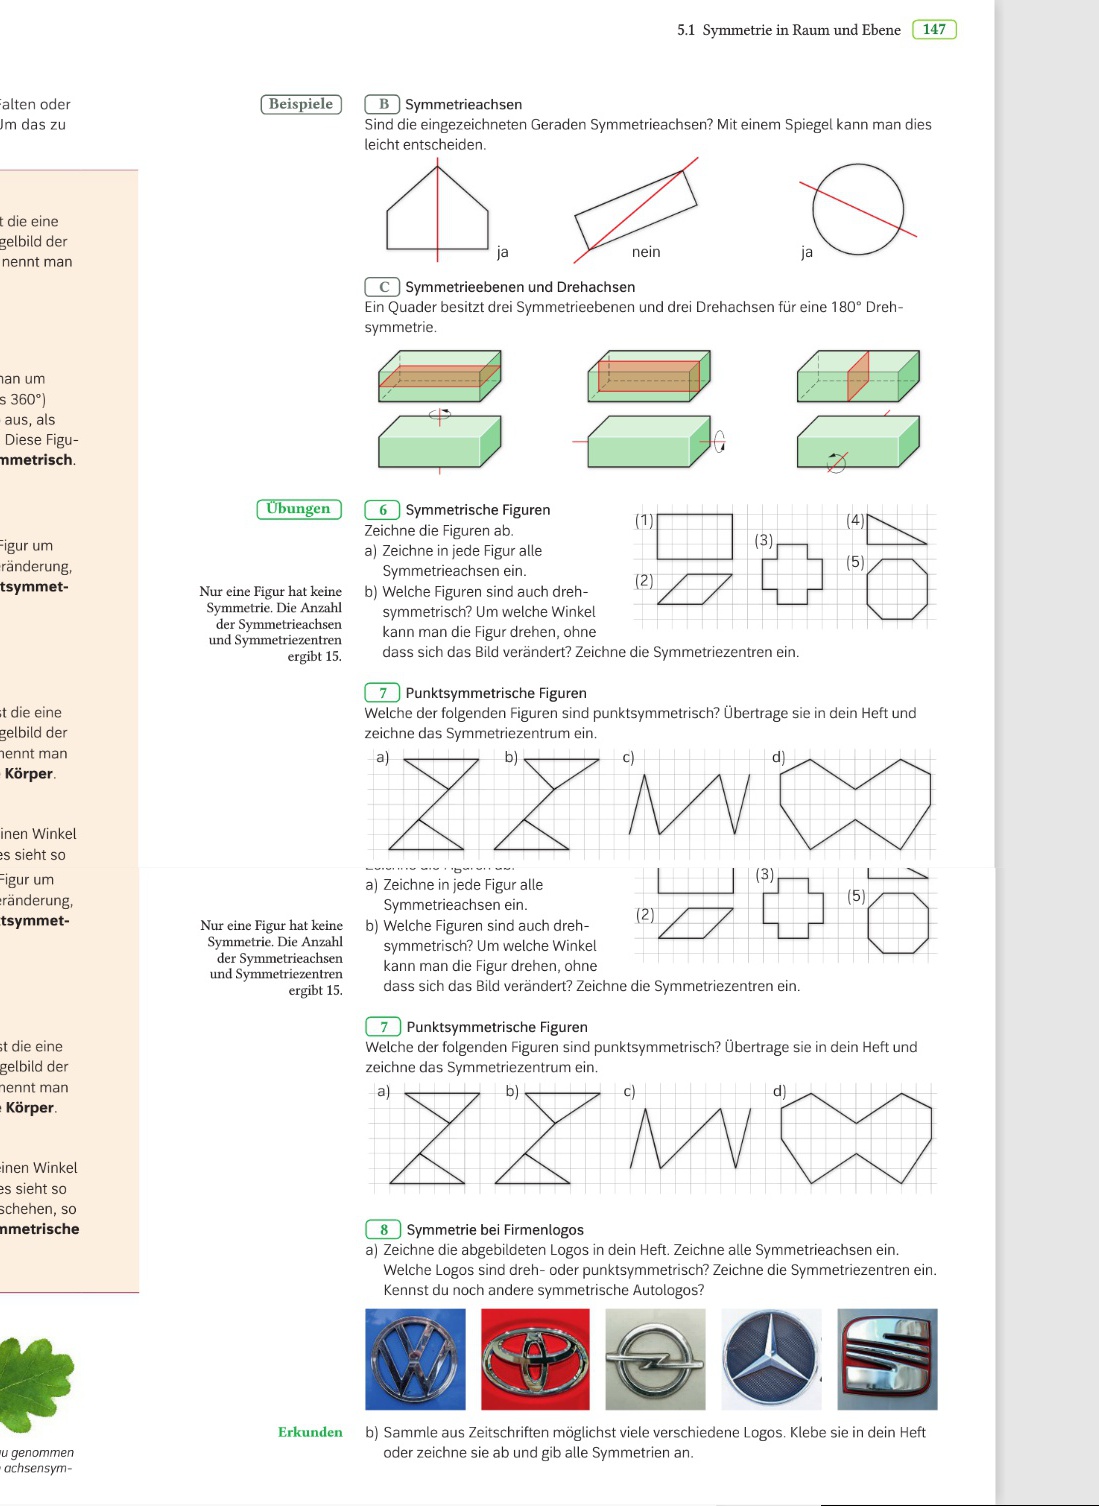 5.1 Symmetrie in Raum und Ebene 147
Falten oder
Um das zu
t die eine
gelbild der
nennt man
nan um
s 360°)
aus, als
Diese Figu-
mmetrisch.
Figur um
eränderung,
tsymmet-
st die eine
gelbild der
nennt man
Körper.
inen Winkel
es sieht so
Beispiele
B Symmetrieachsen
Sind die eingezeichneten Geraden Symmetrieachsen? Mit einem Spiegel kann man dies
leicht entscheiden.
ja nein ja
C Symmetrieebenen und Drehachsen
Ein Quader besitzt drei Symmetrieebenen und drei Drehachsen für eine 180° Dreh-
symmetrie.
Übungen
6 Symmetrische Figuren
Zeichne die Figuren ab.
a) Zeichne in jede Figur alle
Symmetrieachsen ein.
b) Welche Figuren sind auch dreh-
symmetrisch? Um welche Winkel
kann man die Figur drehen, ohne
dass sich das Bild verändert? Zeichne die Symmetriezentren ein.
(1) (4)
(3)
(5)
(2)
Nur eine Figur hat keine
Symmetrie. Die Anzahl
der Symmetrieachsen
und Symmetriezentren
ergibt 15.
7 Punktsymmetrische Figuren
Welche der folgenden Figuren sind punktsymmetrisch? Übertrage sie in dein Heft und
zeichne das Symmetriezentrum ein.
a) b) c) d)
Figur um
eränderung,
tsymmet-
st die eine
gelbild der
nennt man
Körper.
einen Winkel
es sieht so
schehen, so
mmetrische
a) Zeichne in jede Figur alle
Symmetrieachsen ein.
b) Welche Figuren sind auch dreh-
symmetrisch? Um welche Winkel
kann man die Figur drehen, ohne
dass sich das Bild verändert? Zeichne die Symmetriezentren ein.
(3)
(5)
(2)
Nur eine Figur hat keine
Symmetrie. Die Anzahl
der Symmetrieachsen
und Symmetriezentren
ergibt 15.
7 Punktsymmetrische Figuren
Welche der folgenden Figuren sind punktsymmetrisch? Übertrage sie in dein Heft und
zeichne das Symmetriezentrum ein.
a) b) c) d)
8 Symmetrie bei Firmenlogos
a) Zeichne die abgebildeten Logos in dein Heft. Zeichne alle Symmetrieachsen ein.
Welche Logos sind dreh- oder punktsymmetrisch? Zeichne die Symmetriezentren ein.
Kennst du noch andere symmetrische Autologos?
Erkunden
b) Sammle aus Zeitschriften möglichst viele verschiedene Logos. Klebe sie in dein Heft
oder zeichne sie ab und gib alle Symmetrien an.
u genommen
achsensym-